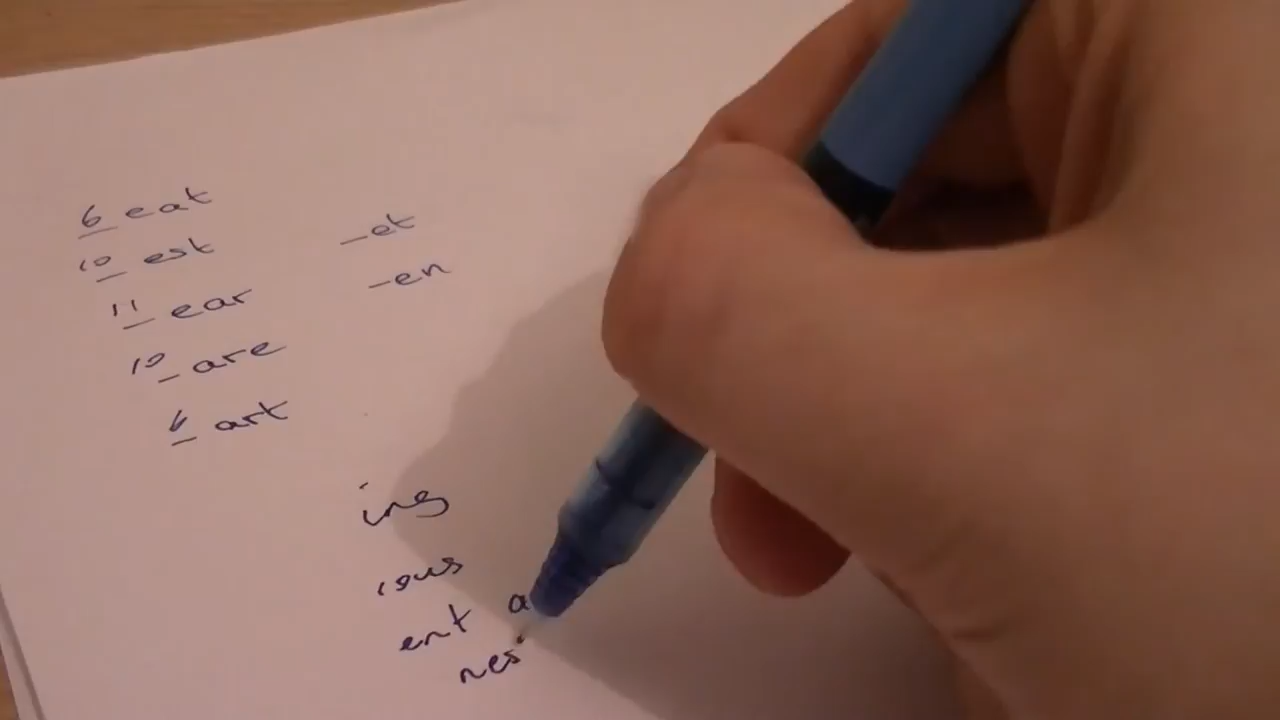 6 _ eat
10 _ est
_et
11 _ ear
_en
10 _ are
6 _ art
ing
ious
ent a
nes